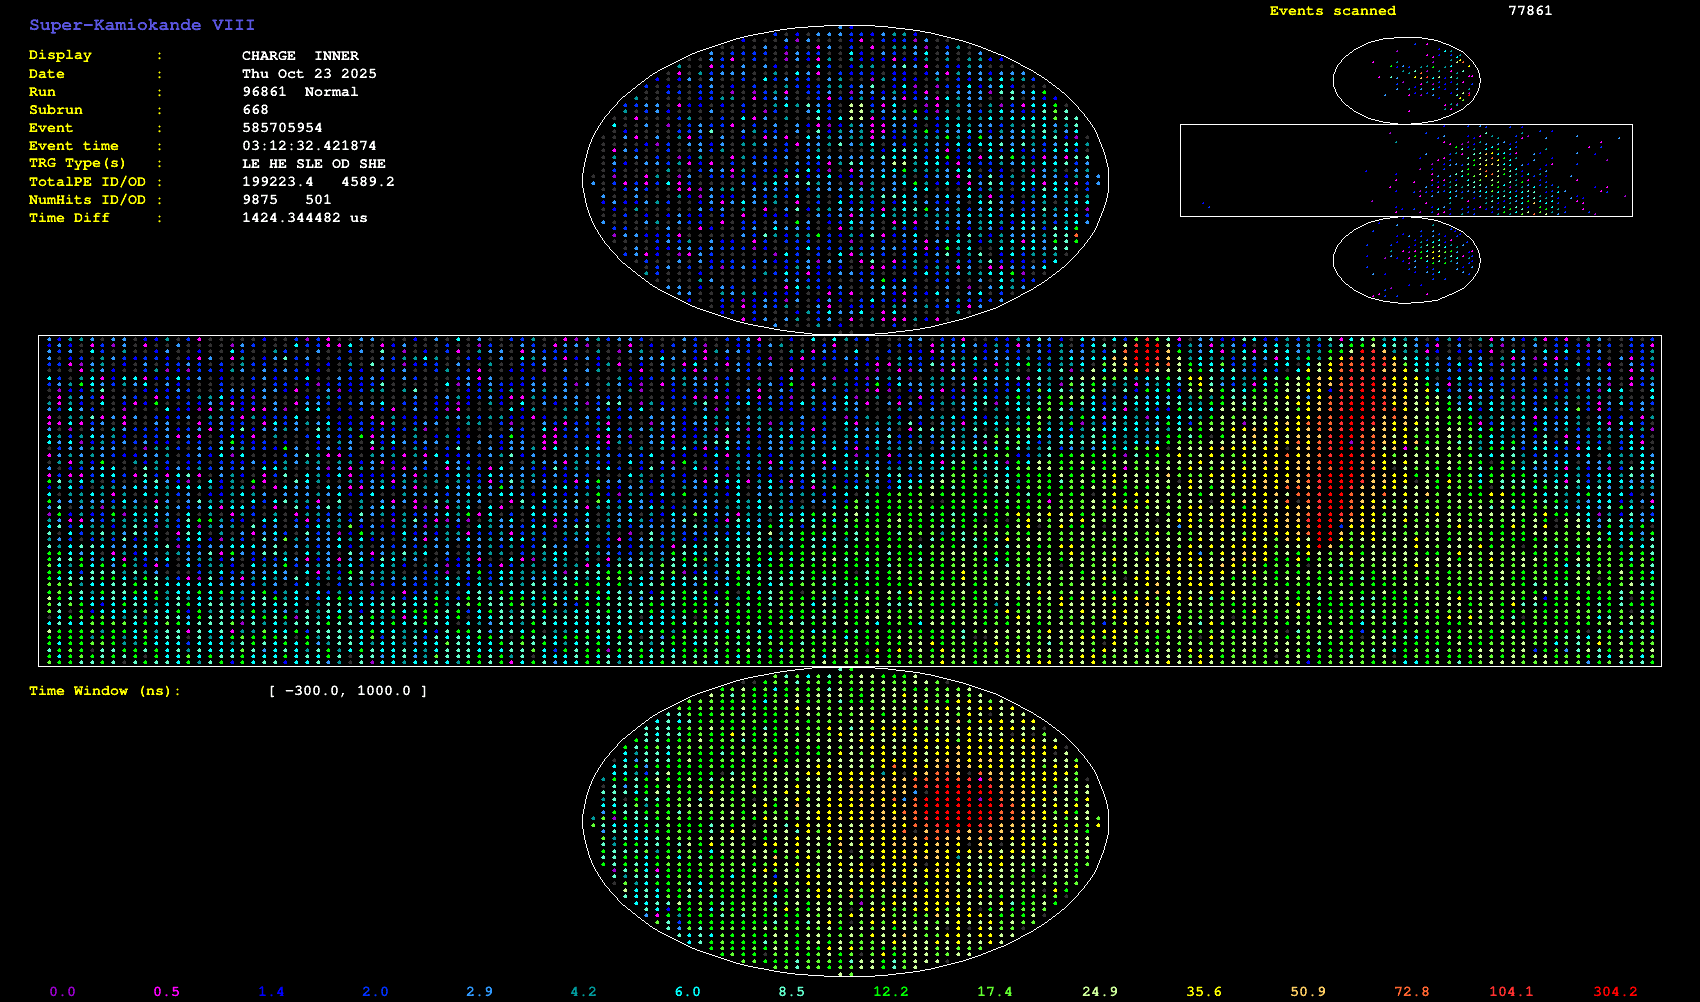 Super-Kamiokande VIII
Events scanned 77861
Display : CHARGE INNER
Date : Thu Oct 23 2025
Run : 96861 Normal
Subrun : 668
Event : 585705954
Event time : 03:12:32.421874
TRG Type(s) : LE HE SLE OD SHE
TotalPE ID/OD : 199223.4 4589.2
NumHits ID/OD : 9875 501
Time Diff : 1424.344482 us
Time Window (ns): [ -300.0, 1000.0 ]
0.0 0.5 1.4 2.0 2.9 4.2 6.0 8.5 12.2 17.4 24.9 35.6 50.9 72.8 104.1 304.2